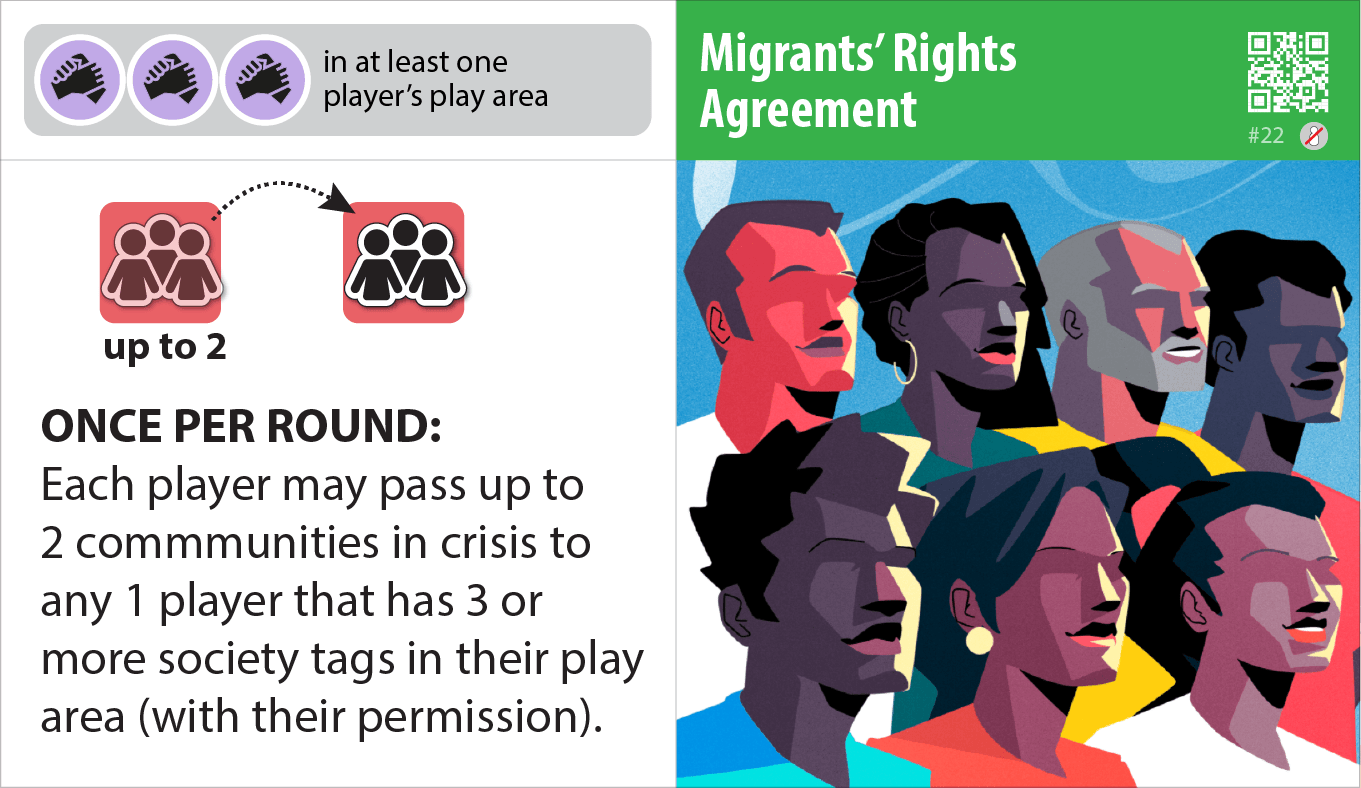 in at least one
player’s play area
Migrants’ Rights
Agreement
#22
up to 2
ONCE PER ROUND:
Each player may pass up to
2 commmunities in crisis to
any 1 player that has 3 or
more society tags in their play
area (with their permission).